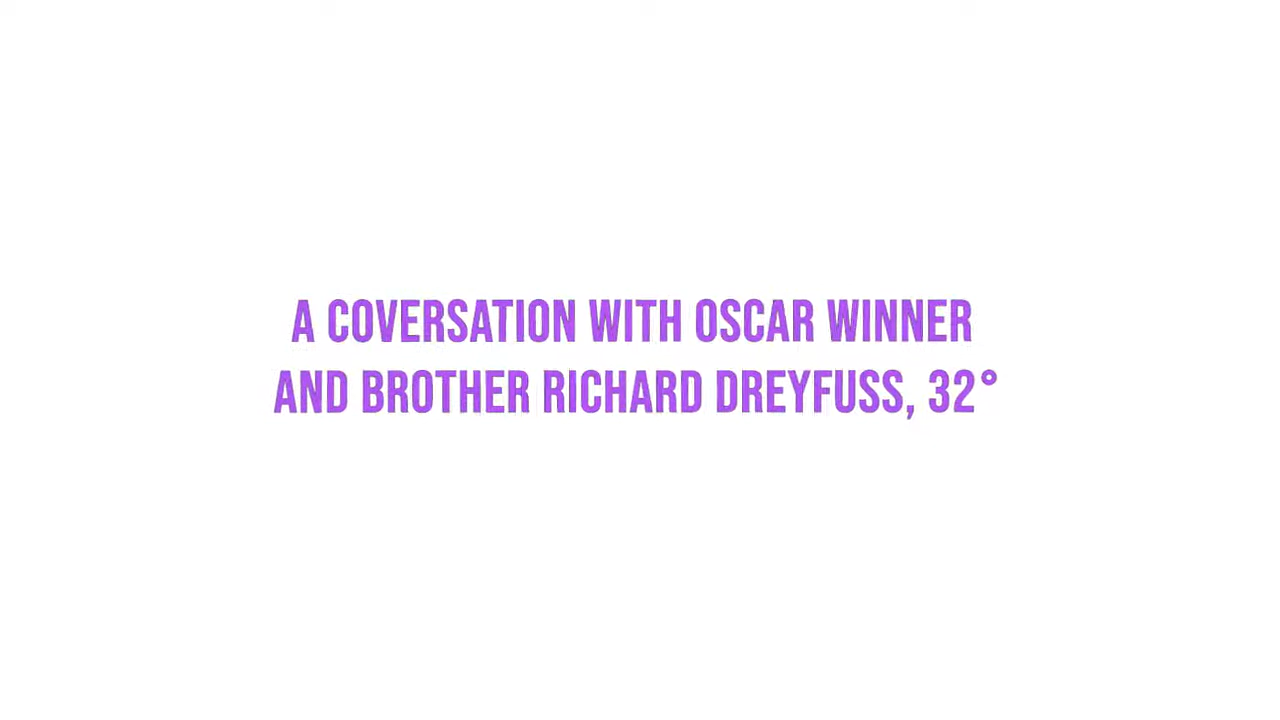 A COVERSATION WITH OSCAR WINNER
AND BROTHER RICHARD DREYFUSS, 32°